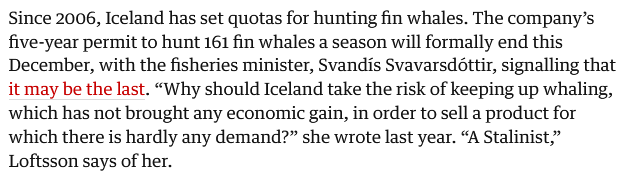 Since 2006, Iceland has set quotas for hunting fin whales. The company’s
five-year permit to hunt 161 fin whales a season will formally end this
December, with the fisheries minister, Svandís Svavarsdóttir, signalling that
it may be the last. “Why should Iceland take the risk of keeping up whaling,
which has not brought any economic gain, in order to sell a product for
which there is hardly any demand?” she wrote last year. “A Stalinist,”
Loftsson says of her.